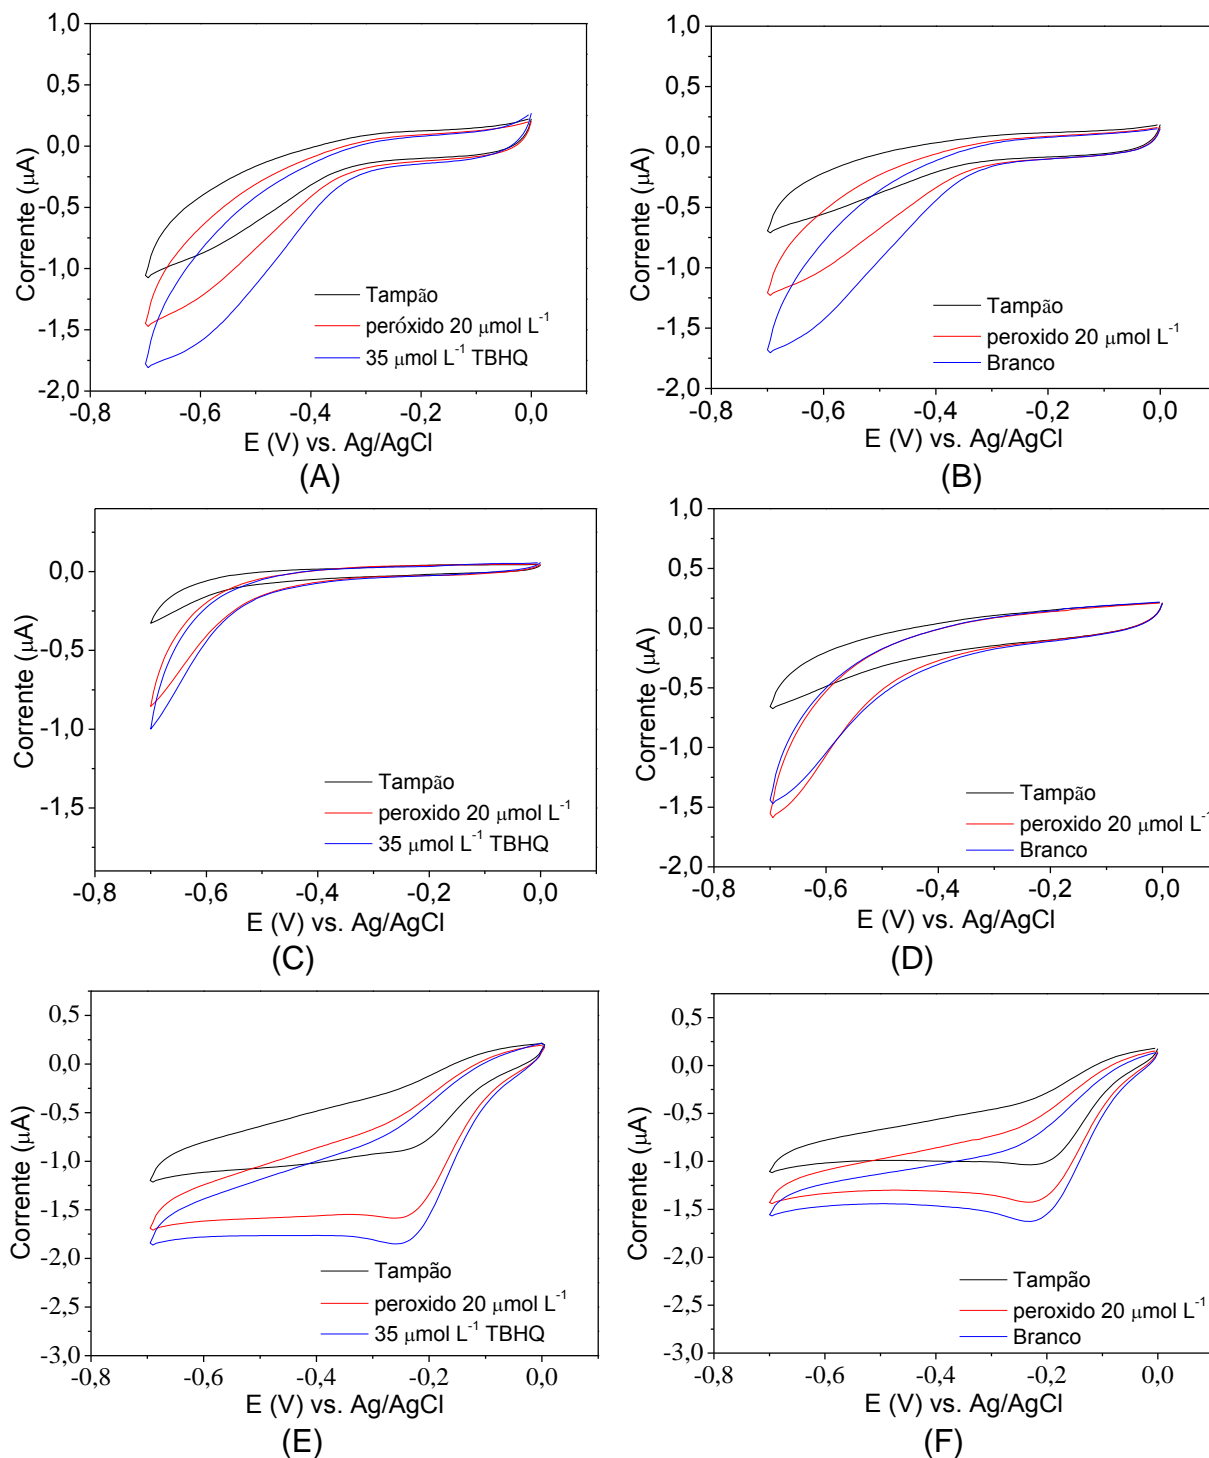 1,0
0,5
0,0
-0,5
-1,0
-1,5
-2,0
Corrente (μA)
Tampão
peróxido 20 μmol L⁻¹
35 μmol L⁻¹ TBHQ
-0,8 -0,6 -0,4 -0,2 0,0
E (V) vs. Ag/AgCl
(A)
1,0
0,5
0,0
-0,5
-1,0
-1,5
-2,0
Corrente (μA)
Tampão
peroxido 20 μmol L⁻¹
Branco
-0,8 -0,6 -0,4 -0,2 0,0
E (V) vs. Ag/AgCl
(B)
0,0
-0,5
-1,0
-1,5
Corrente (μA)
Tampão
peroxido 20 μmol L⁻¹
35 μmol L⁻¹ TBHQ
-0,8 -0,6 -0,4 -0,2 0,0
E (V) vs. Ag/AgCl
(C)
1,0
0,5
0,0
-0,5
-1,0
-1,5
-2,0
Corrente (μA)
Tampão
peroxido 20 μmol L⁻¹
Branco
-0,8 -0,6 -0,4 -0,2 0,0
E (V) vs. Ag/AgCl
(D)
0,5
0,0
-0,5
-1,0
-1,5
-2,0
-2,5
-3,0
Corrente (μA)
Tampão
peroxido 20 μmol L⁻¹
35 μmol L⁻¹ TBHQ
-0,8 -0,6 -0,4 -0,2 0,0
E (V) vs. Ag/AgCl
(E)
0,5
0,0
-0,5
-1,0
-1,5
-2,0
-2,5
-3,0
Corrente (μA)
Tampão
peroxido 20 μmol L⁻¹
Branco
-0,8 -0,6 -0,4 -0,2 0,0
E (V) vs. Ag/AgCl
(F)